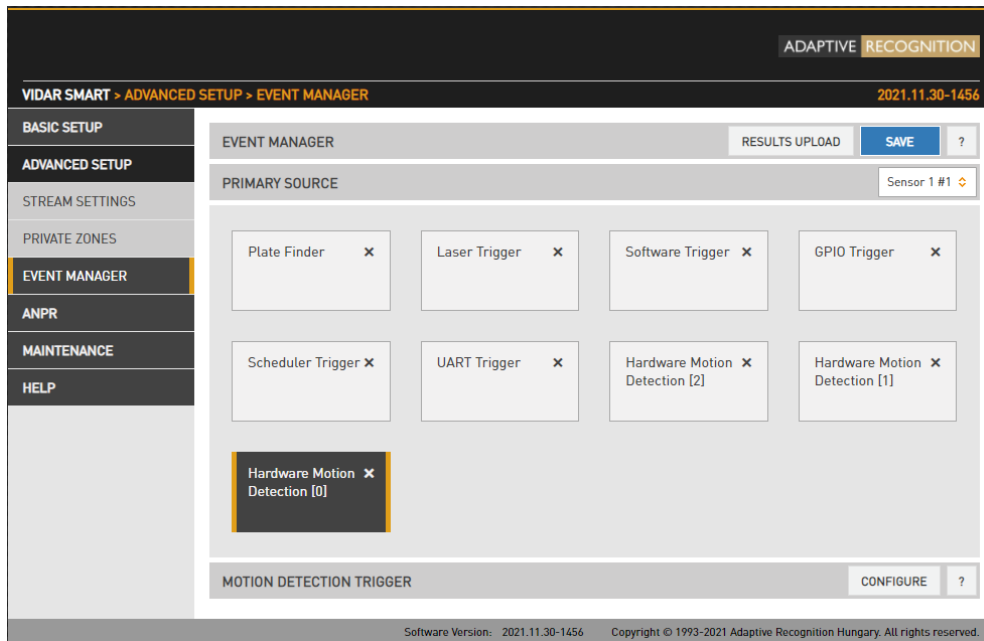 ADAPTIVE RECOGNITION
VIDAR SMART > ADVANCED SETUP > EVENT MANAGER
2021.11.30-1456
BASIC SETUP
ADVANCED SETUP
STREAM SETTINGS
PRIVATE ZONES
EVENT MANAGER
ANPR
MAINTENANCE
HELP
EVENT MANAGER
RESULTS UPLOAD
SAVE
?
PRIMARY SOURCE
Sensor 1 #1
Plate Finder ×
Laser Trigger ×
Software Trigger ×
GPIO Trigger ×
Scheduler Trigger ×
UART Trigger ×
Hardware Motion ×
Detection [2]
Hardware Motion ×
Detection [1]
Hardware Motion ×
Detection [0]
MOTION DETECTION TRIGGER
CONFIGURE
?
Software Version: 2021.11.30-1456
Copyright © 1993-2021 Adaptive Recognition Hungary. All rights reserved.